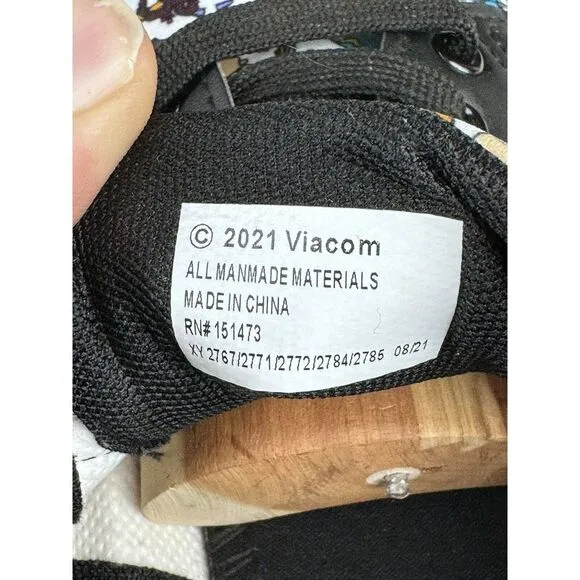 © 2021 Viacom
ALL MANMADE MATERIALS
MADE IN CHINA
RN# 151473
XY 2767/2771/2772/2784/2785 08/21